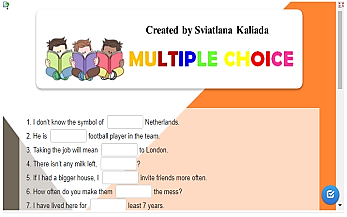 Created by Sviatlana Kaliada
MULTIPLE CHOICE
1. I don't know the symbol of Netherlands.
2. He is football player in the team.
3. Taking the job will mean to London.
4. There isn't any milk left, ?
5. If I had a bigger house, I invite friends more often.
6. How often do you make them the mess?
7. I have lived here for least 7 years.